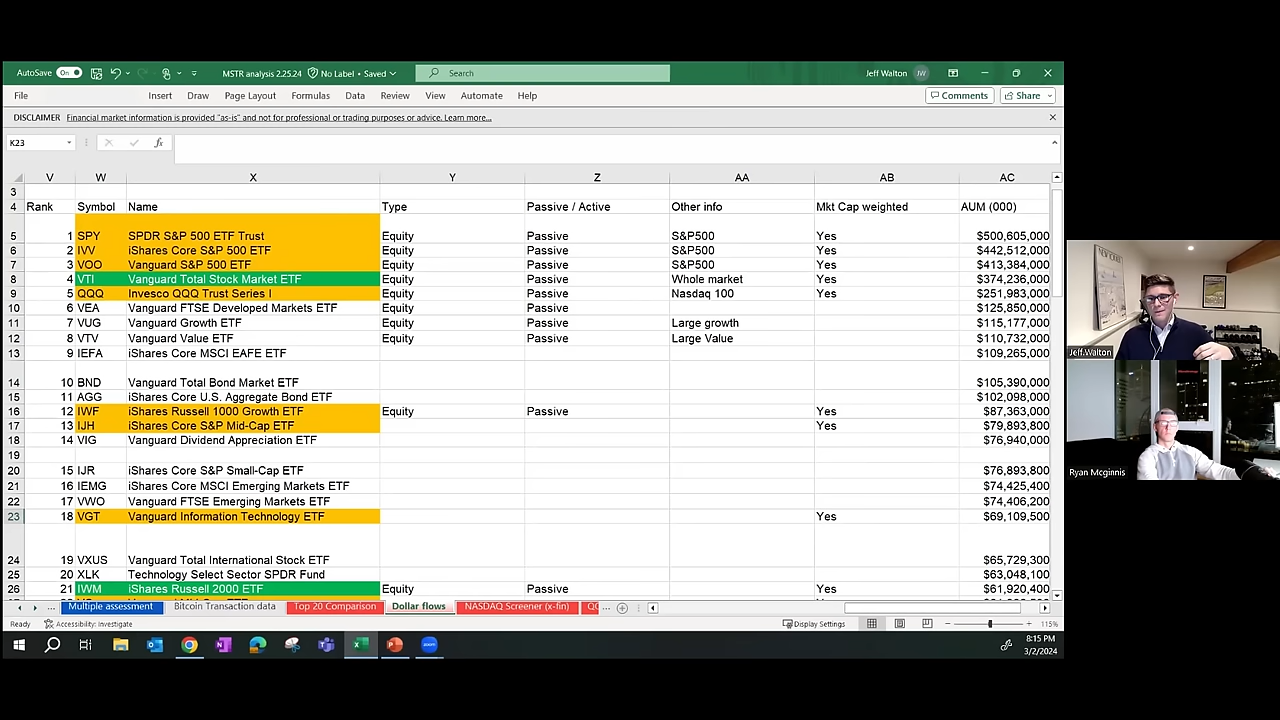 AutoSave On MSTR analysis 2.25.24 No Label • Saved Search Jeff Walton JW
File Insert Draw Page Layout Formulas Data Review View Automate Help Comments Share
DISCLAIMER Financial market information is provided "as-is" and not for professional or trading purposes or advice. Learn more...
K23 fx
V W X Y Z AA AB AC
3
4 Rank Symbol Name Type Passive / Active Other info Mkt Cap weighted AUM (000)
5 1 SPY SPDR S&P 500 ETF Trust Equity Passive S&P500 Yes $500,605,000
6 2 IVV iShares Core S&P 500 ETF Equity Passive S&P500 Yes $442,512,000
7 3 VOO Vanguard S&P 500 ETF Equity Passive S&P500 Yes $413,384,000
8 4 VTI Vanguard Total Stock Market ETF Equity Passive Whole market Yes $374,236,000
9 5 QQQ Invesco QQQ Trust Series I Equity Passive Nasdaq 100 Yes $251,983,000
10 6 VEA Vanguard FTSE Developed Markets ETF Equity Passive $125,850,000
11 7 VUG Vanguard Growth ETF Equity Passive Large growth $115,177,000
12 8 VTV Vanguard Value ETF Equity Passive Large Value $110,732,000
13 9 IEFA iShares Core MSCI EAFE ETF $109,265,000
14 10 BND Vanguard Total Bond Market ETF $105,390,000
15 11 AGG iShares Core U.S. Aggregate Bond ETF $102,098,000
16 12 IWF iShares Russell 1000 Growth ETF Equity Passive Yes $87,363,000
17 13 IJH iShares Core S&P Mid-Cap ETF Yes $79,893,800
18 14 VIG Vanguard Dividend Appreciation ETF $76,940,000
19
20 15 IJR iShares Core S&P Small-Cap ETF $76,893,800
21 16 IEMG iShares Core MSCI Emerging Markets ETF $74,425,400
22 17 VWO Vanguard FTSE Emerging Markets ETF $74,406,200
23 18 VGT Vanguard Information Technology ETF Yes $69,109,500
24 19 VXUS Vanguard Total International Stock ETF $65,729,300
25 20 XLK Technology Select Sector SPDR Fund $63,048,100
26 21 IWM iShares Russell 2000 ETF Equity Passive Yes $61,920,400
... Multiple assessment Bitcoin Transaction data Top 20 Comparison Dollar flows NASDAQ Screener (x-fin) ...
Ready Accessibility: Investigate Display Settings 115%
8:15 PM
3/2/2024
Jeff.Walton
Ryan Mcginnis